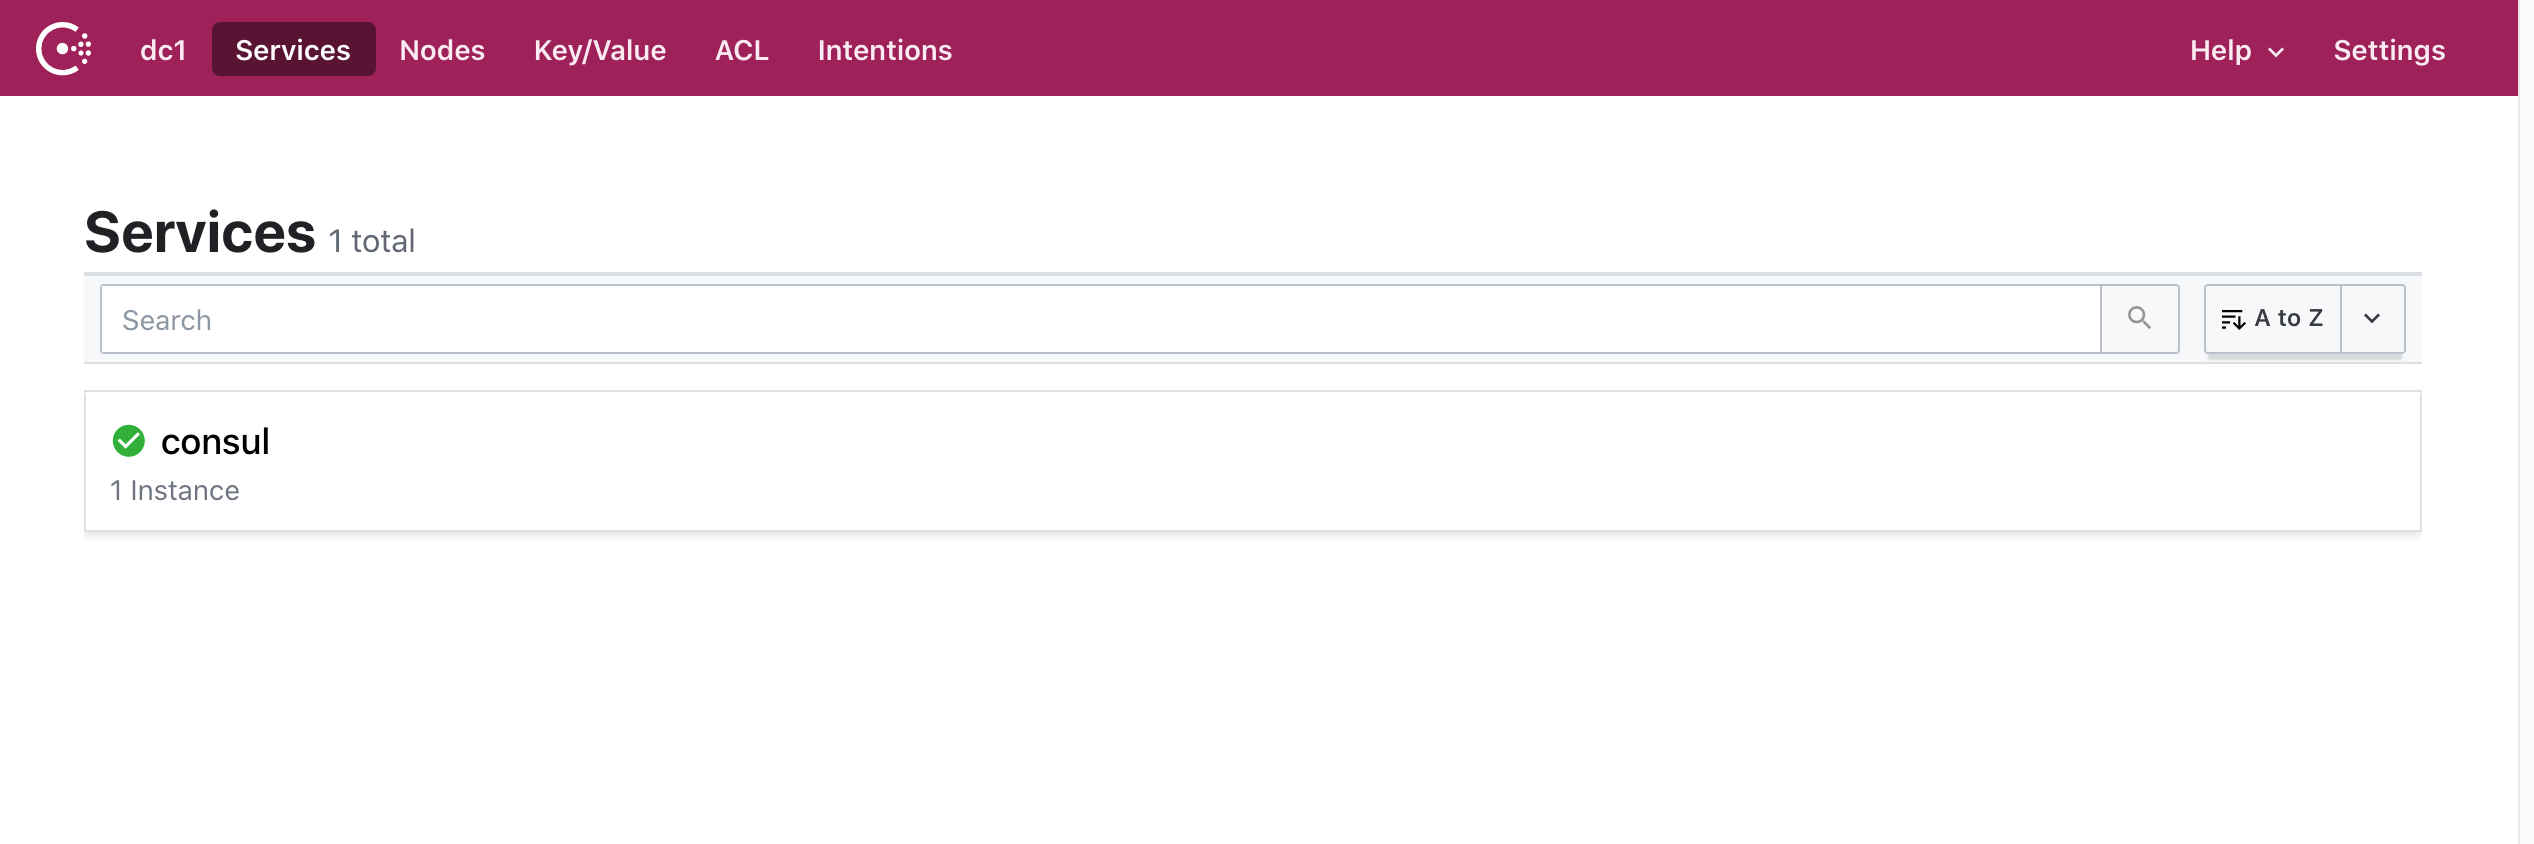 dc1 Services Nodes Key/Value ACL Intentions Help Settings
Services 1 total
Search A to Z
consul
1 Instance